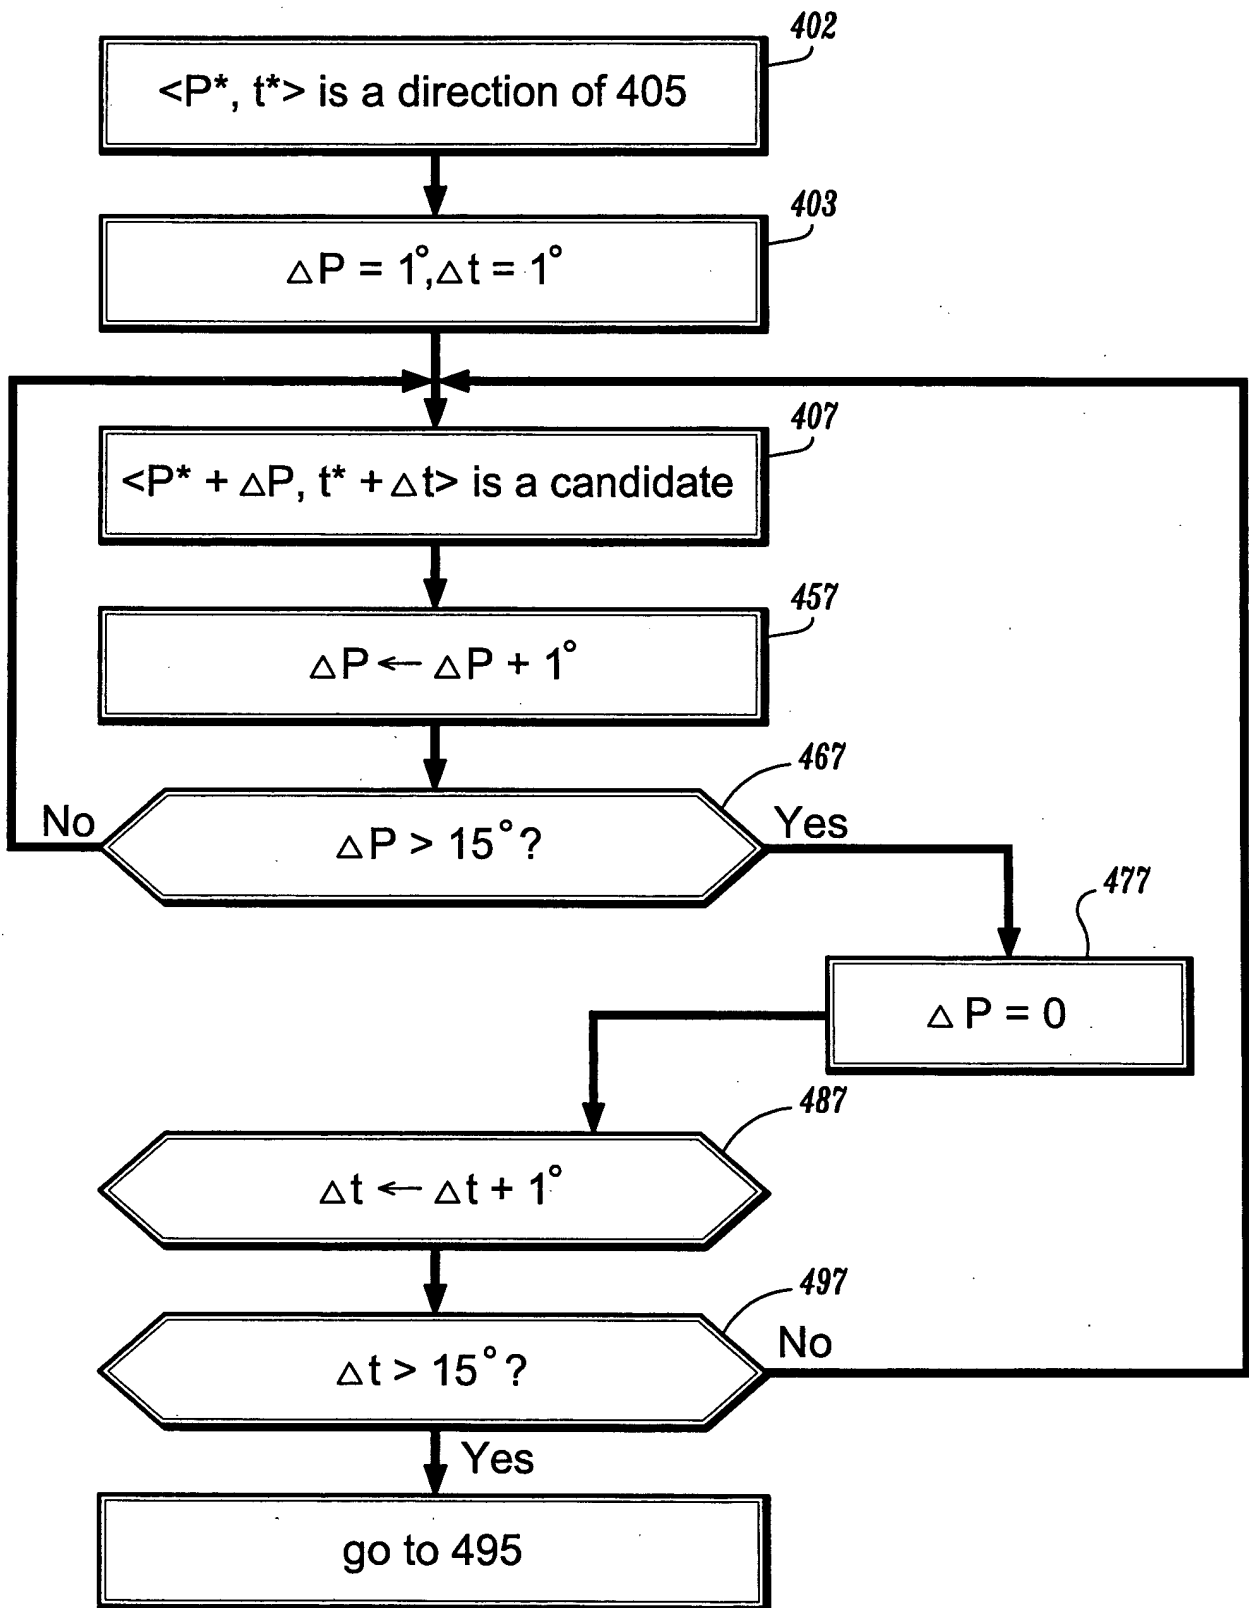 402
<P*, t*> is a direction of 405
403
△P = 1°,△t = 1°
407
<P* + △P, t* + △t> is a candidate
457
△P ← △P + 1°
467
No
△P > 15°?
Yes
477
△ P = 0
487
△t ← △t + 1°
497
△t > 15°?
No
Yes
go to 495